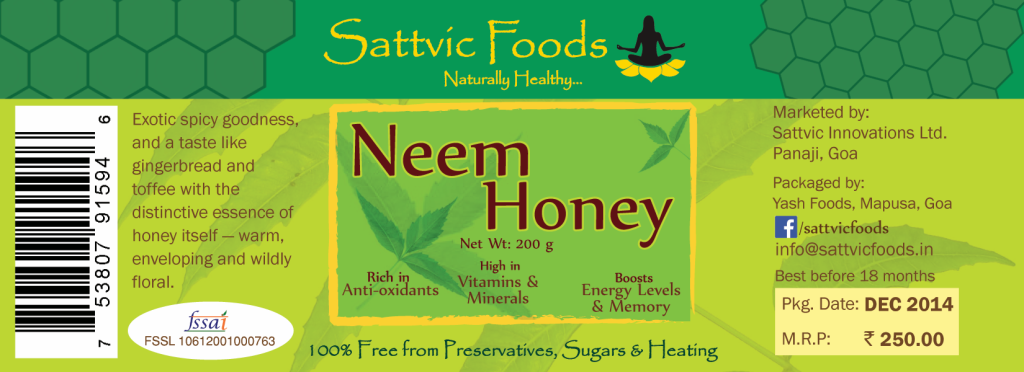 Sattvic Foods
Naturally Healthy...
7 53807 91594 6
Exotic spicy goodness,
and a taste like
gingerbread and
toffee with the
distinctive essence of
honey itself — warm,
enveloping and wildly
floral.
fssai
FSSL 10612001000763
Neem
Honey
Net Wt: 200 g
Rich in
Anti-oxidants
High in
Vitamins &
Minerals
Boosts
Energy Levels
& Memory
100% Free from Preservatives, Sugars & Heating
Marketed by:
Sattvic Innovations Ltd.
Panaji, Goa
Packaged by:
Yash Foods, Mapusa, Goa
f/sattvicfoods
info@sattvicfoods.in
Best before 18 months
Pkg. Date: DEC 2014
M.R.P: ₹ 250.00